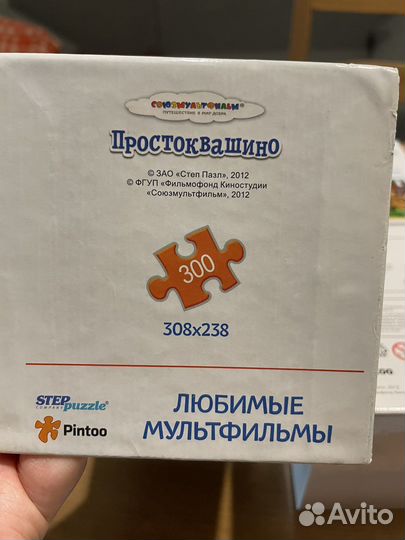 СОЮЗМУЛЬТФИЛЬМ®
ПУТЕШЕСТВИЕ В МИР ДОБРА
Простоквашино
© ЗАО «Степ Пазл», 2012
© ФГУП «Фильмофонд Киностудии
«Союзмультфильм», 2012
300
308x238
STEP puzzle®
COMPANY
Pintoo
ЛЮБИМЫЕ
МУЛЬТФИЛЬМЫ
Avito